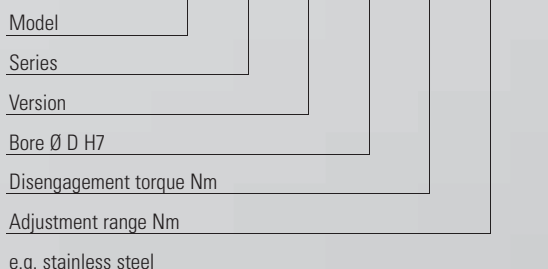 Model
Series
Version
Bore Ø D H7
Disengagement torque Nm
Adjustment range Nm
e.g. stainless steel